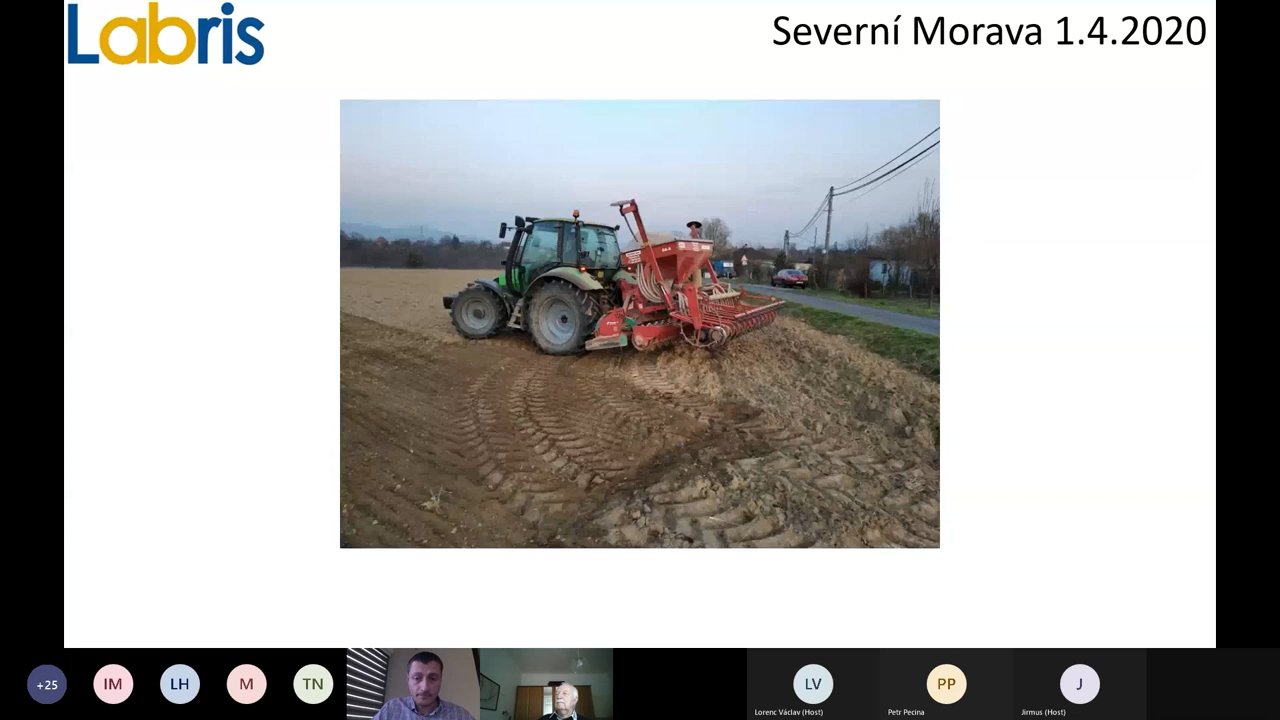 Labris
Severní Morava 1.4.2020
+25
IM
LH
M
TN
LV
PP
J
Lorenc Václav (Host)
Petr Pecina
Jirmus (Host)